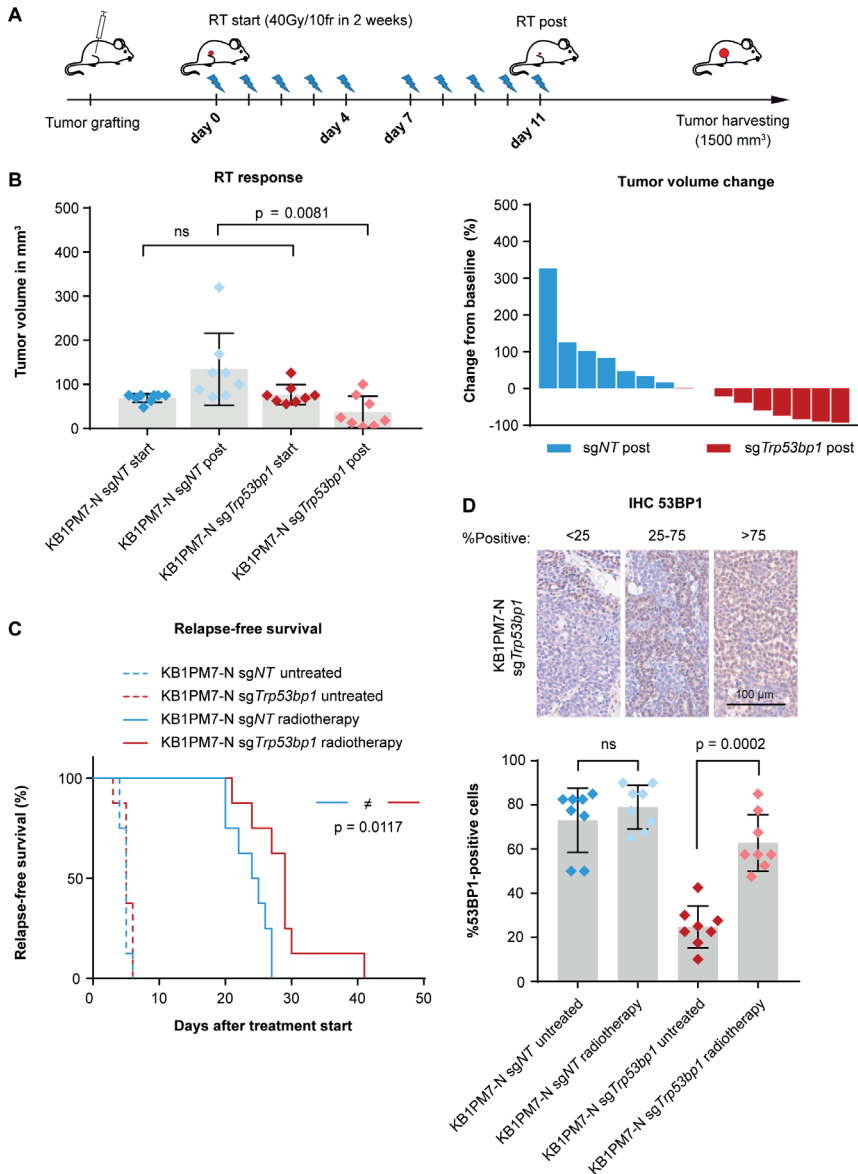 A
RT start (40Gy/10fr in 2 weeks)
RT post
Tumor grafting
day 0
day 4
day 7
day 11
Tumor harvesting
(1500 mm³)
B
RT response
Tumor volume in mm³
500
400
300
200
100
0
ns
p = 0.0081
KB1PM7-N sgNT start
KB1PM7-N sgNT post
KB1PM7-N sgTrp53bp1 start
KB1PM7-N sgTrp53bp1 post
Tumor volume change
Change from baseline (%)
500
400
300
200
100
0
-100
sgNT post
sgTrp53bp1 post
C
Relapse-free survival
KB1PM7-N sgNT untreated
KB1PM7-N sgTrp53bp1 untreated
KB1PM7-N sgNT radiotherapy
KB1PM7-N sgTrp53bp1 radiotherapy
Relapse-free survival (%)
100
50
0
≠
p = 0.0117
0
10
20
30
40
50
Days after treatment start
D
IHC 53BP1
%Positive:
<25
25-75
>75
KB1PM7-N
sgTrp53bp1
100 µm
%53BP1-positive cells
100
80
60
40
20
0
ns
p = 0.0002
KB1PM7-N sgNT untreated
KB1PM7-N sgNT radiotherapy
KB1PM7-N sgTrp53bp1 untreated
KB1PM7-N sgTrp53bp1 radiotherapy